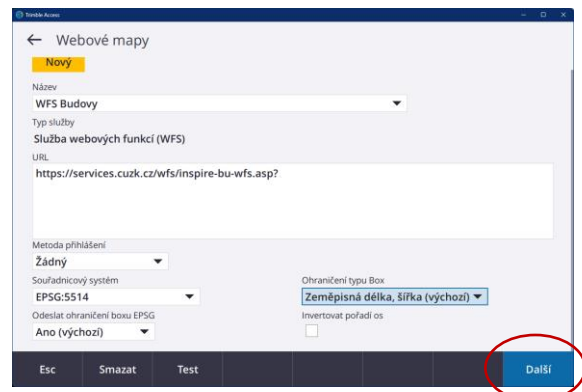 Trimble Access
Webové mapy
Nový
Název
WFS Budovy
Typ služby
Služba webových funkcí (WFS)
URL
https://services.cuzk.cz/wfs/inspire-bu-wfs.asp?
Metoda přihlášení
Žádný
Souřadnicový systém
Ohraničení typu Box
EPSG:5514
Zeměpisná délka, šířka (výchozí)
Odeslat ohraničení boxu EPSG
Invertovat pořadí os
Ano (výchozí)
Esc
Smazat
Test
Další